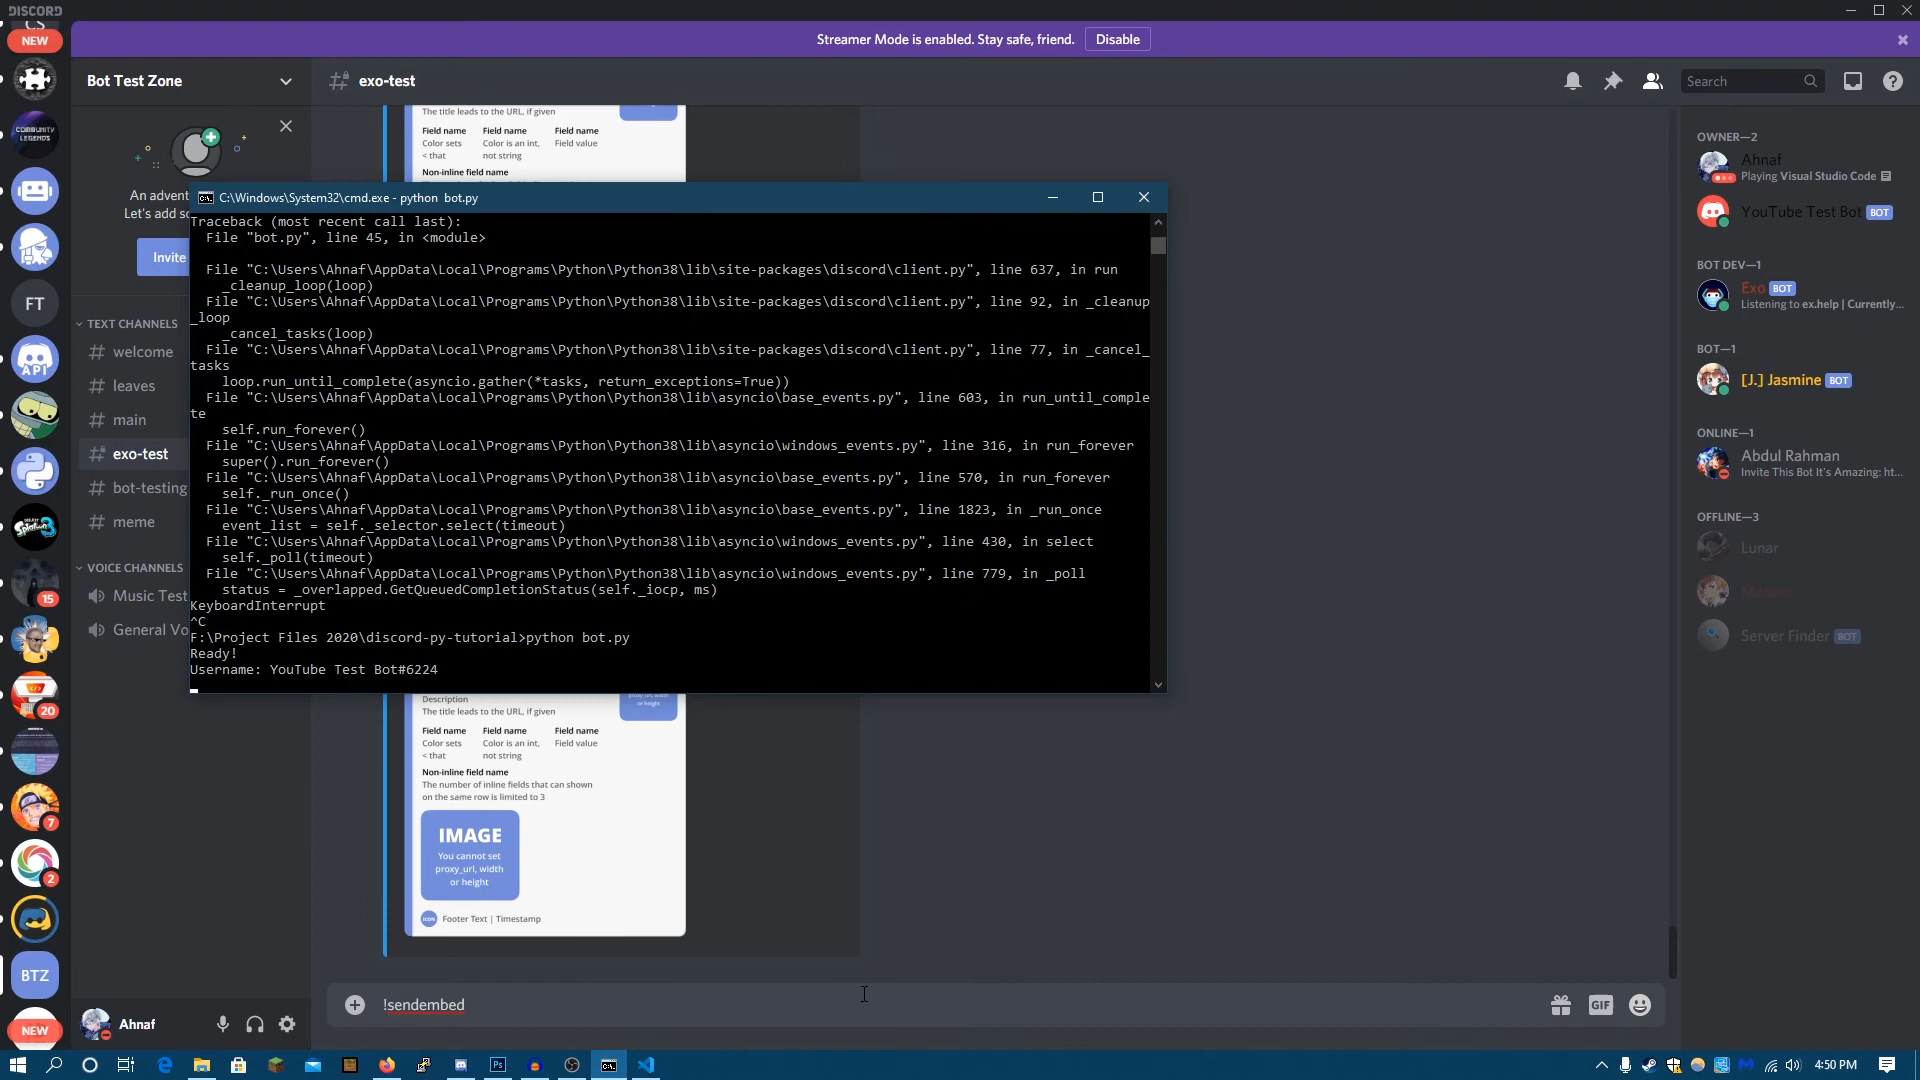 DISCORD
CS
NEW
Streamer Mode is enabled. Stay safe, friend.
Disable
Bot Test Zone
exo-test
Search
COMMUNITY
LEGENDS
FT
API
15
20
7
2
BTZ
NEW
An advent
Let's add so
Invite
TEXT CHANNELS
welcome
leaves
main
exo-test
bot-testing
meme
VOICE CHANNELS
Music Test
General Vo
Ahnaf
The title leads to the URL, if given
Field name Field name Field name
Color sets Color is an int, Field value
< that not string
Non-inline field name
C:\Windows\System32\cmd.exe - python bot.py
Traceback (most recent call last):
File "bot.py", line 45, in <module>
File "C:\Users\Ahnaf\AppData\Local\Programs\Python\Python38\lib\site-packages\discord\client.py", line 637, in run
_cleanup_loop(loop)
File "C:\Users\Ahnaf\AppData\Local\Programs\Python\Python38\lib\site-packages\discord\client.py", line 92, in _cleanup
_loop
_cancel_tasks(loop)
File "C:\Users\Ahnaf\AppData\Local\Programs\Python\Python38\lib\site-packages\discord\client.py", line 77, in _cancel_
tasks
loop.run_until_complete(asyncio.gather(*tasks, return_exceptions=True))
File "C:\Users\Ahnaf\AppData\Local\Programs\Python\Python38\lib\asyncio\base_events.py", line 603, in run_until_comple
te
self.run_forever()
File "C:\Users\Ahnaf\AppData\Local\Programs\Python\Python38\lib\asyncio\windows_events.py", line 316, in run_forever
super().run_forever()
File "C:\Users\Ahnaf\AppData\Local\Programs\Python\Python38\lib\asyncio\base_events.py", line 570, in run_forever
self._run_once()
File "C:\Users\Ahnaf\AppData\Local\Programs\Python\Python38\lib\asyncio\base_events.py", line 1823, in _run_once
event_list = self._selector.select(timeout)
File "C:\Users\Ahnaf\AppData\Local\Programs\Python\Python38\lib\asyncio\windows_events.py", line 430, in select
self._poll(timeout)
File "C:\Users\Ahnaf\AppData\Local\Programs\Python\Python38\lib\asyncio\windows_events.py", line 779, in _poll
status = _overlapped.GetQueuedCompletionStatus(self._iocp, ms)
KeyboardInterrupt
^C
F:\Project Files 2020\discord-py-tutorial>python bot.py
Ready!
Username: YouTube Test Bot#6224
Description
The title leads to the URL, if given
proxy_url, width
or height
Field name Field name Field name
Color sets Color is an int, Field value
< that not string
Non-inline field name
The number of inline fields that can shown
on the same row is limited to 3
IMAGE
You cannot set
proxy_url, width
or height
ICON Footer Text | Timestamp
!sendembed
GIF
OWNER—2
Ahnaf
Playing Visual Studio Code
YouTube Test Bot BOT
BOT DEV—1
Exo BOT
Listening to ex.help | Currently...
BOT—1
[J.] Jasmine BOT
ONLINE—1
Abdul Rahman
Invite This Bot It's Amazing: ht...
OFFLINE—3
Lunar
Server Finder BOT
Ps
4:50 PM